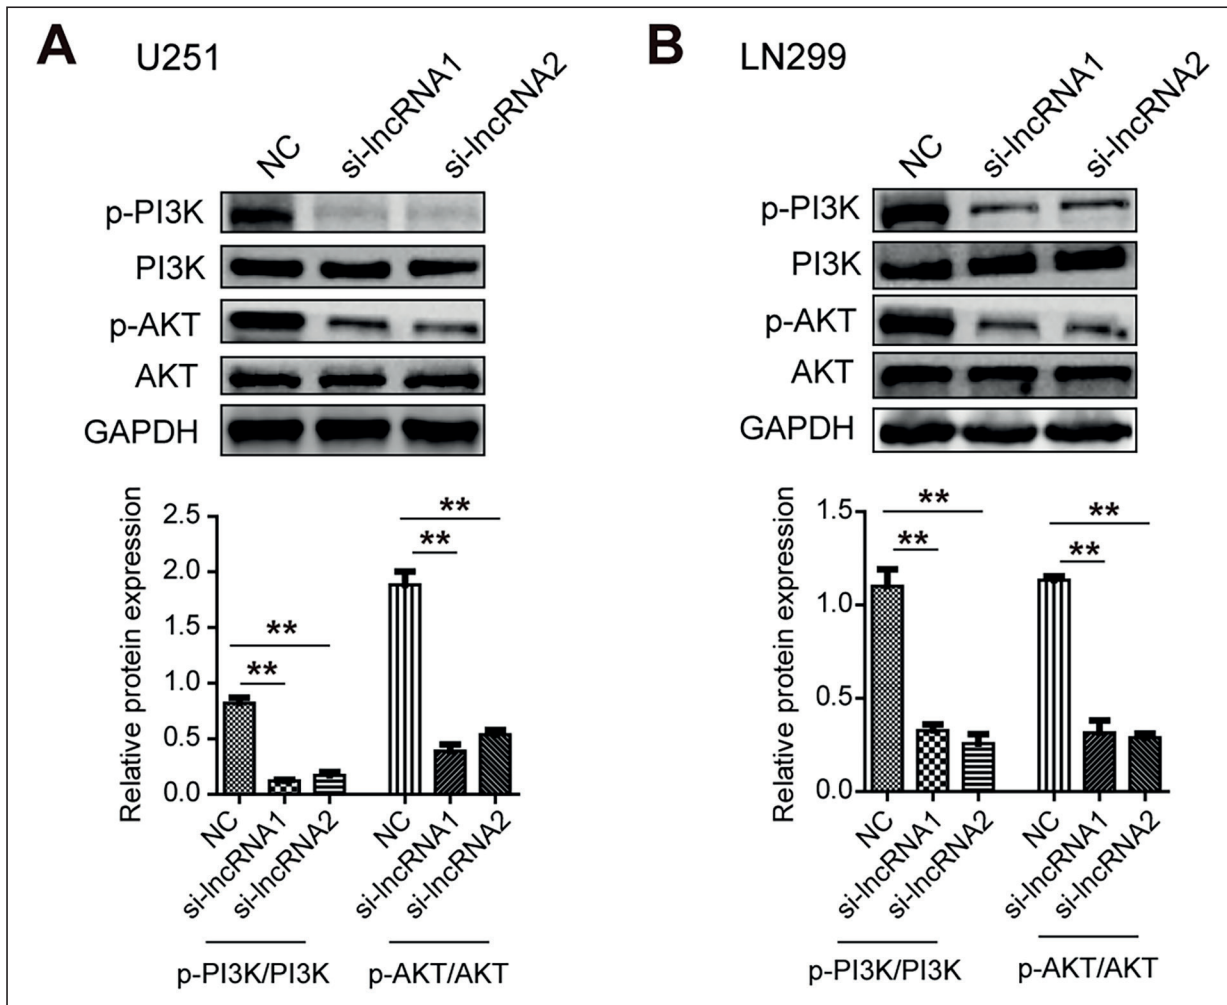 A U251
NC si-lncRNA1 si-lncRNA2
p-PI3K
PI3K
p-AKT
AKT
GAPDH
Relative protein expression
2.5
2.0
1.5
1.0
0.5
0.0
** ** ** **
NC si-lncRNA1 si-lncRNA2 NC si-lncRNA1 si-lncRNA2
p-PI3K/PI3K p-AKT/AKT
B LN299
NC si-lncRNA1 si-lncRNA2
p-PI3K
PI3K
p-AKT
AKT
GAPDH
Relative protein expression
1.5
1.0
0.5
0.0
** ** ** **
NC si-lncRNA1 si-lncRNA2 NC si-lncRNA1 si-lncRNA2
p-PI3K/PI3K p-AKT/AKT